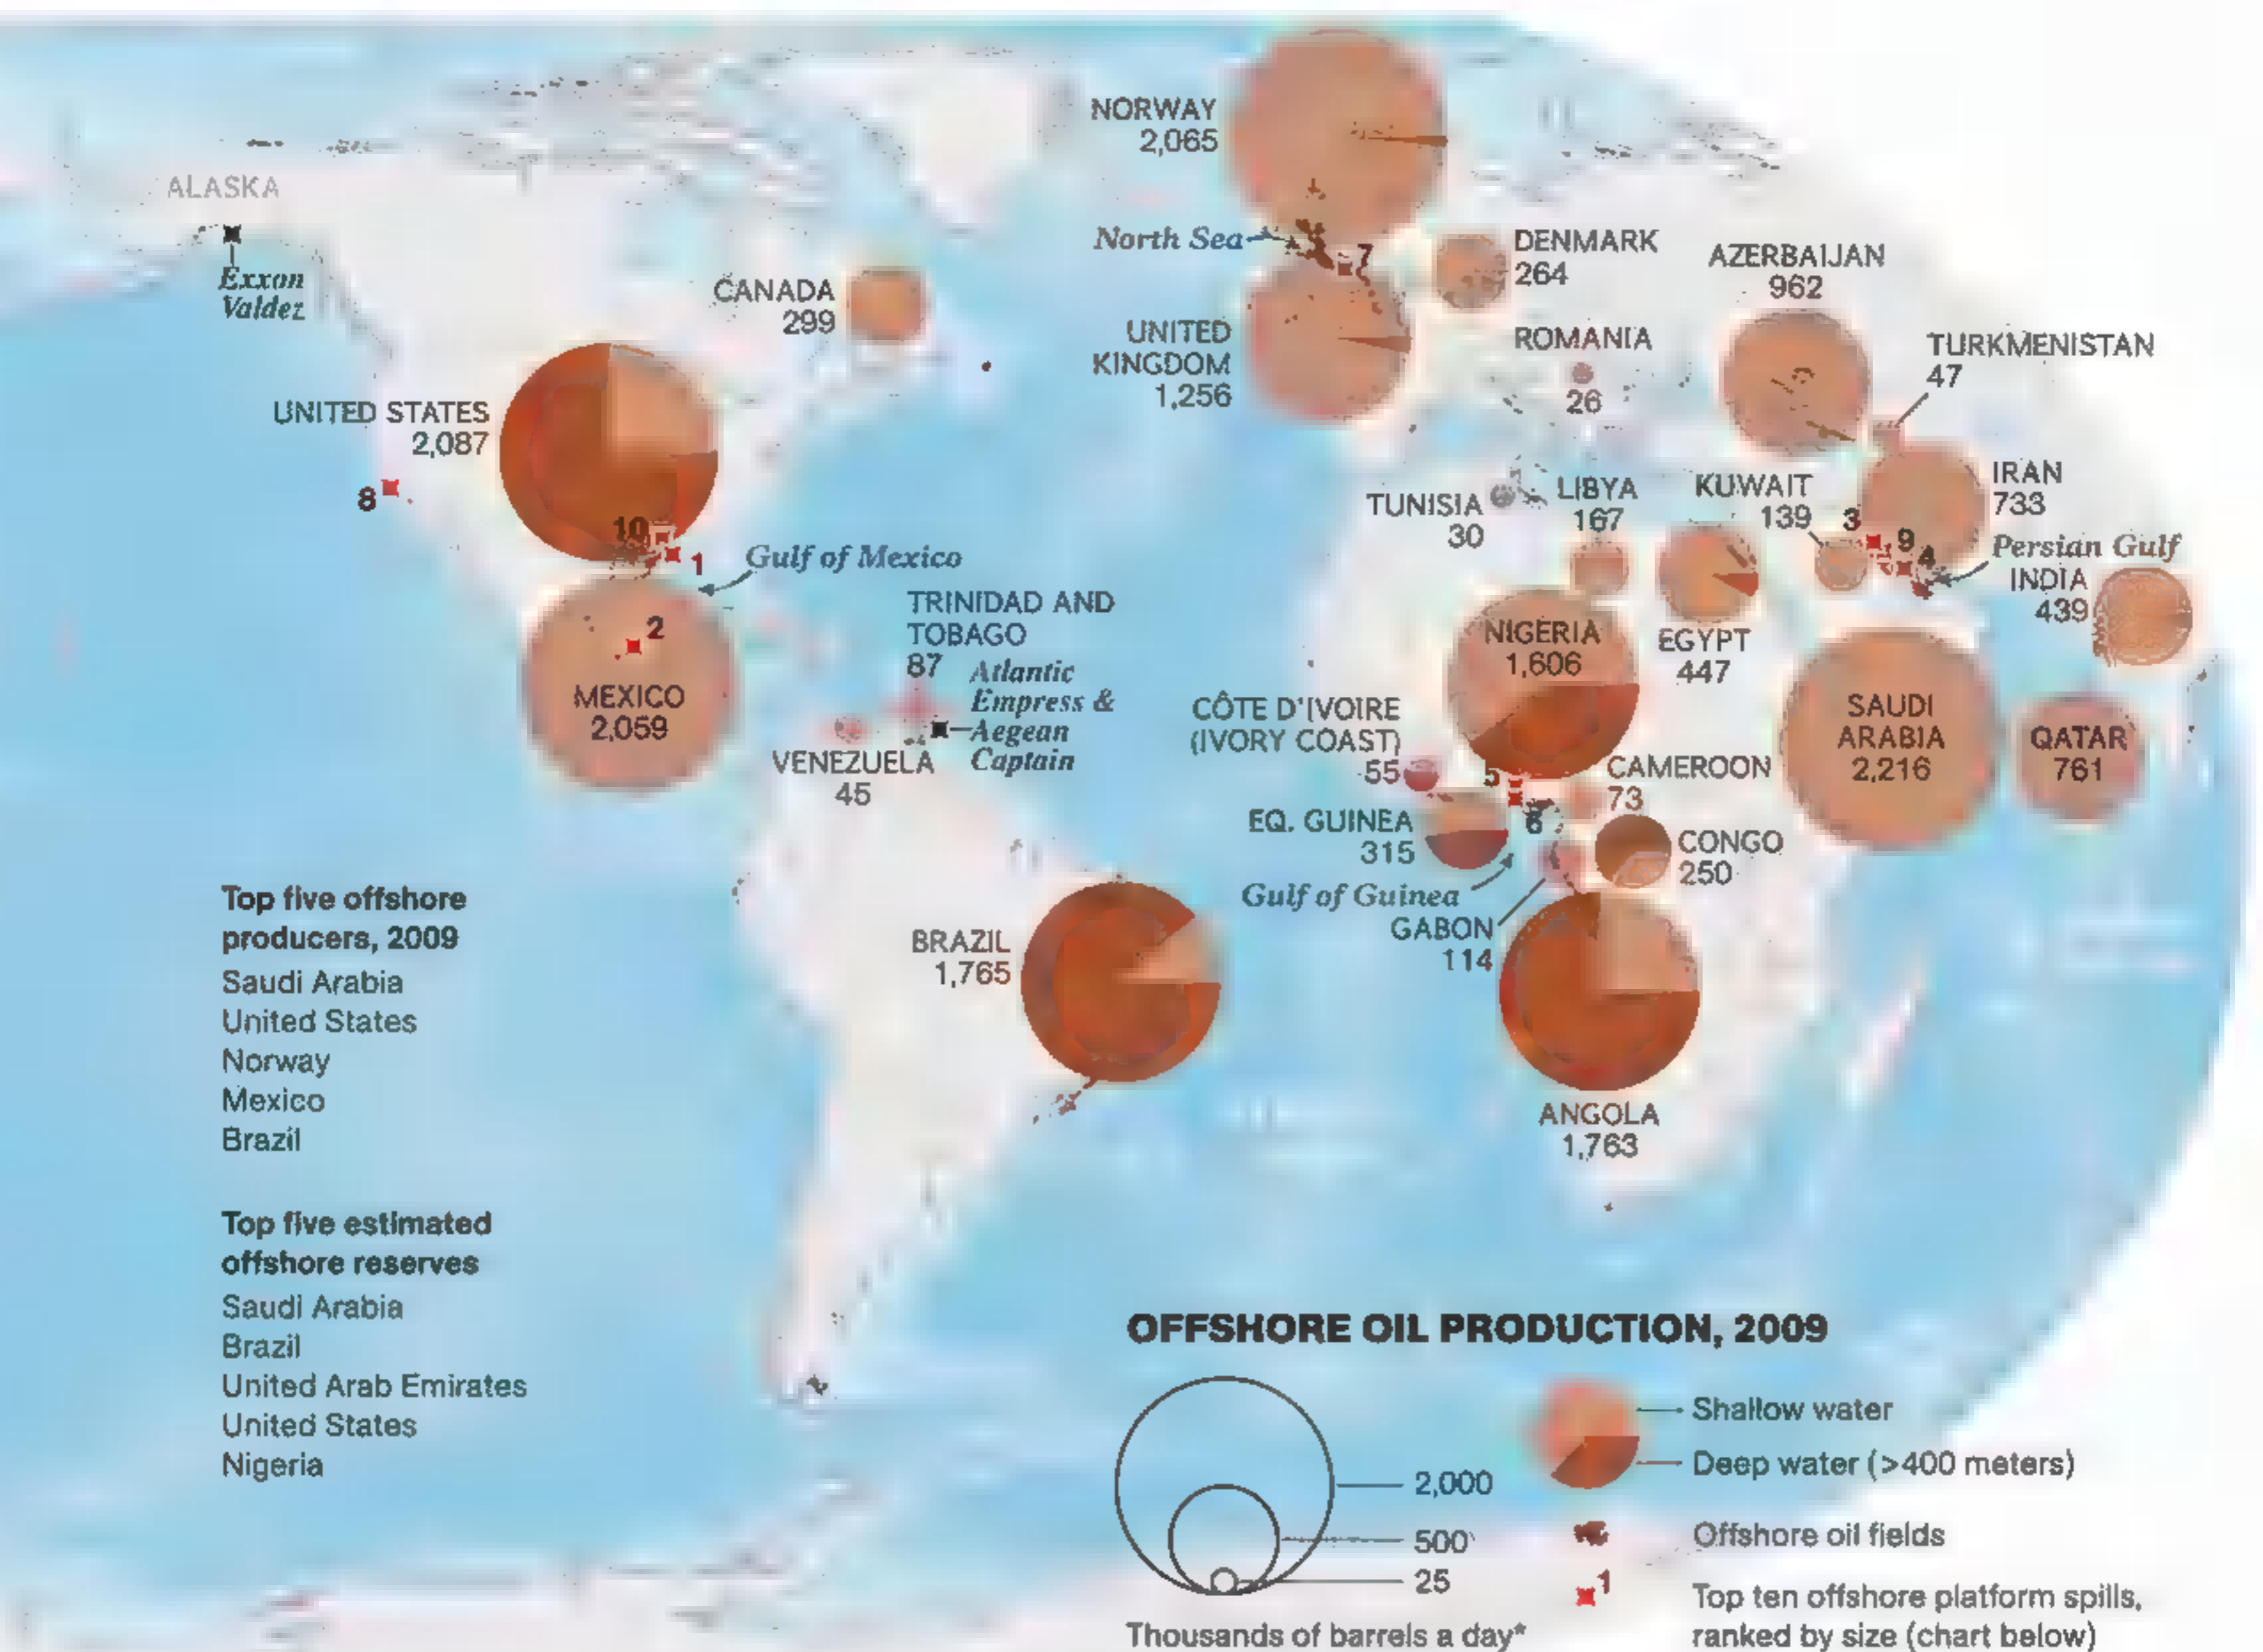 NORWAY
2,065
ALASKA
Exxon
Valdez
North Sea
7
DENMARK
264
AZERBAIJAN
962
CANADA
299
UNITED
KINGDOM
1,256
ROMANIA
26
TURKMENISTAN
47
UNITED STATES
2,087
8
10
1
Gulf of Mexico
TUNISIA
30
LIBYA
167
KUWAIT
139
3
9
4
IRAN
733
Persian Gulf
INDIA
439
2
MEXICO
2,059
TRINIDAD AND
TOBAGO
87
Atlantic
Empress &
Aegean
Captain
VENEZUELA
45
NIGERIA
1,606
EGYPT
447
SAUDI
ARABIA
2,216
QATAR
761
CÔTE D'IVOIRE
(IVORY COAST)
55
5
6
CAMEROON
73
EQ. GUINEA
315
CONGO
250
Gulf of Guinea
GABON
114
BRAZIL
1,765
ANGOLA
1,763
Top five offshore
producers, 2009
Saudi Arabia
United States
Norway
Mexico
Brazil
Top five estimated
offshore reserves
Saudi Arabia
Brazil
United Arab Emirates
United States
Nigeria
OFFSHORE OIL PRODUCTION, 2009
2,000
500
25
Thousands of barrels a day*
Shallow water
Deep water (>400 meters)
Offshore oil fields
1
Top ten offshore platform spills,
ranked by size (chart below)